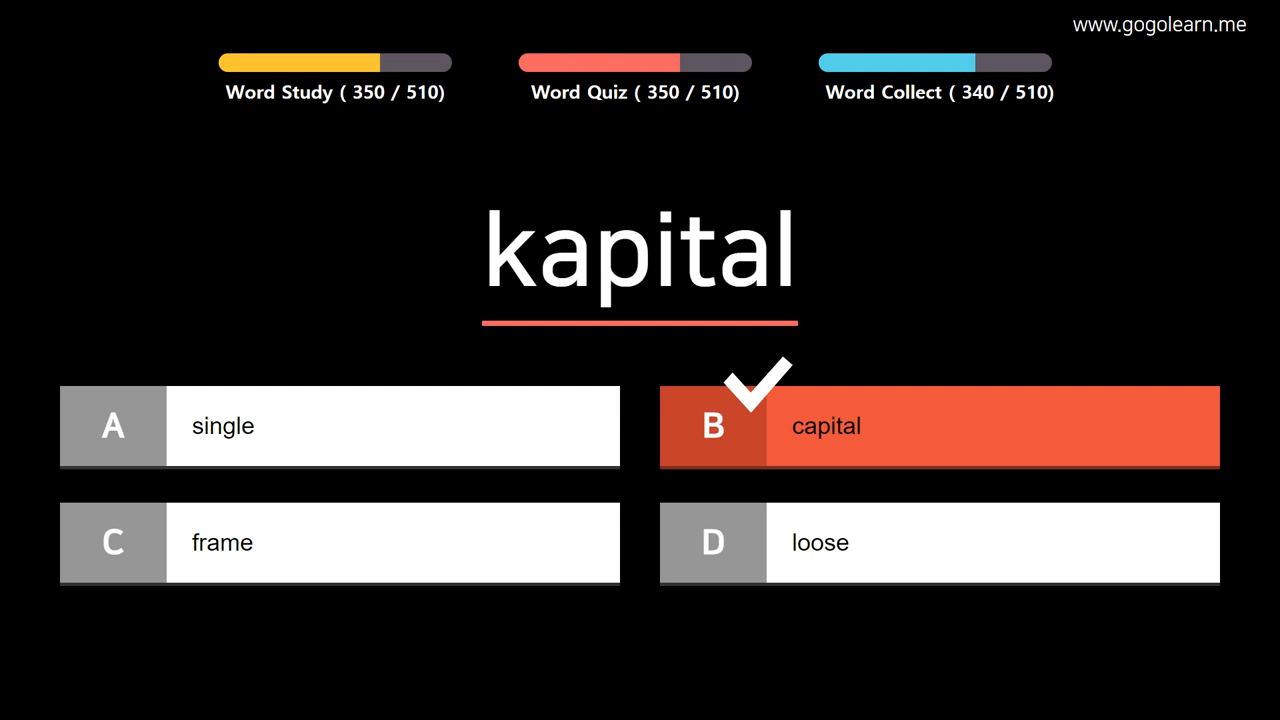 www.gogolearn.me
Word Study ( 350 / 510)
Word Quiz ( 350 / 510)
Word Collect ( 340 / 510)
kapital
A single
B capital
C frame
D loose